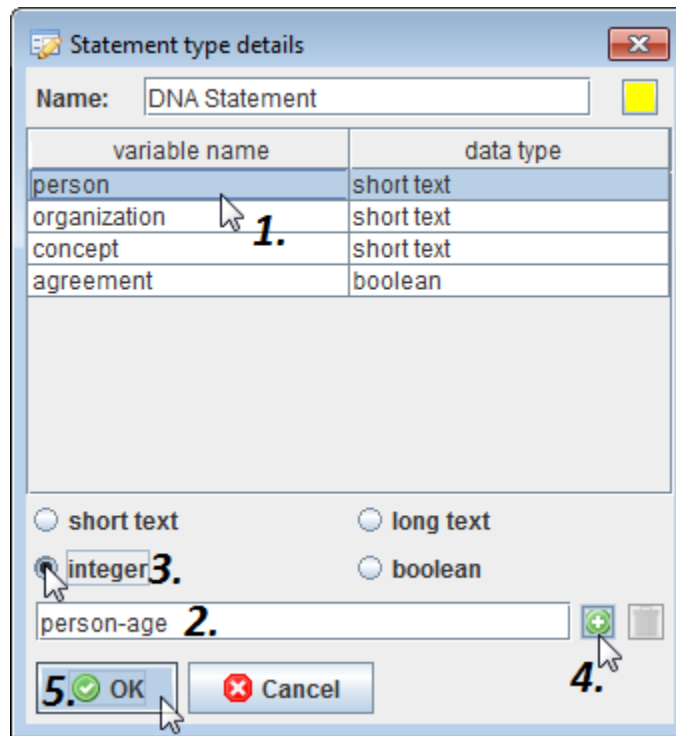 Statement type details
Name: DNA Statement
variable name data type
person short text
organization short text
1.
concept short text
agreement boolean
short text long text
integer 3. boolean
person-age 2.
4.
5. OK Cancel